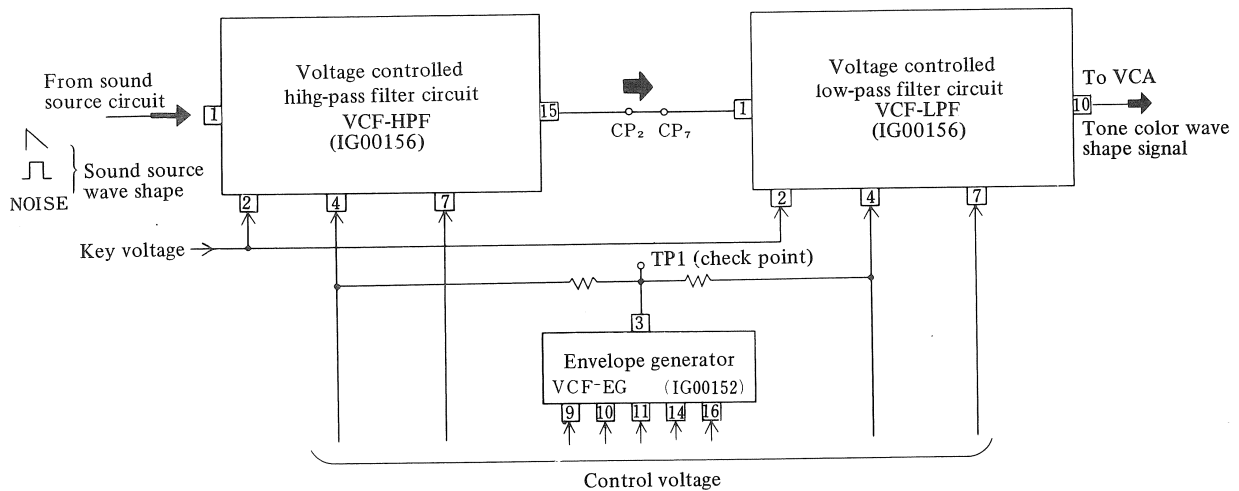 From sound
source circuit
Sound source
wave shape
NOISE
1
Voltage controlled
hihg-pass filter circuit
VCF-HPF
(IG00156)
15
2
4
7
CP2
CP7
1
Voltage controlled
low-pass filter circuit
VCF-LPF
(IG00156)
10
2
4
7
To VCA
Tone color wave
shape signal
Key voltage
TP1 (check point)
3
Envelope generator
VCF-EG (IG00152)
9
10
11
14
16
Control voltage